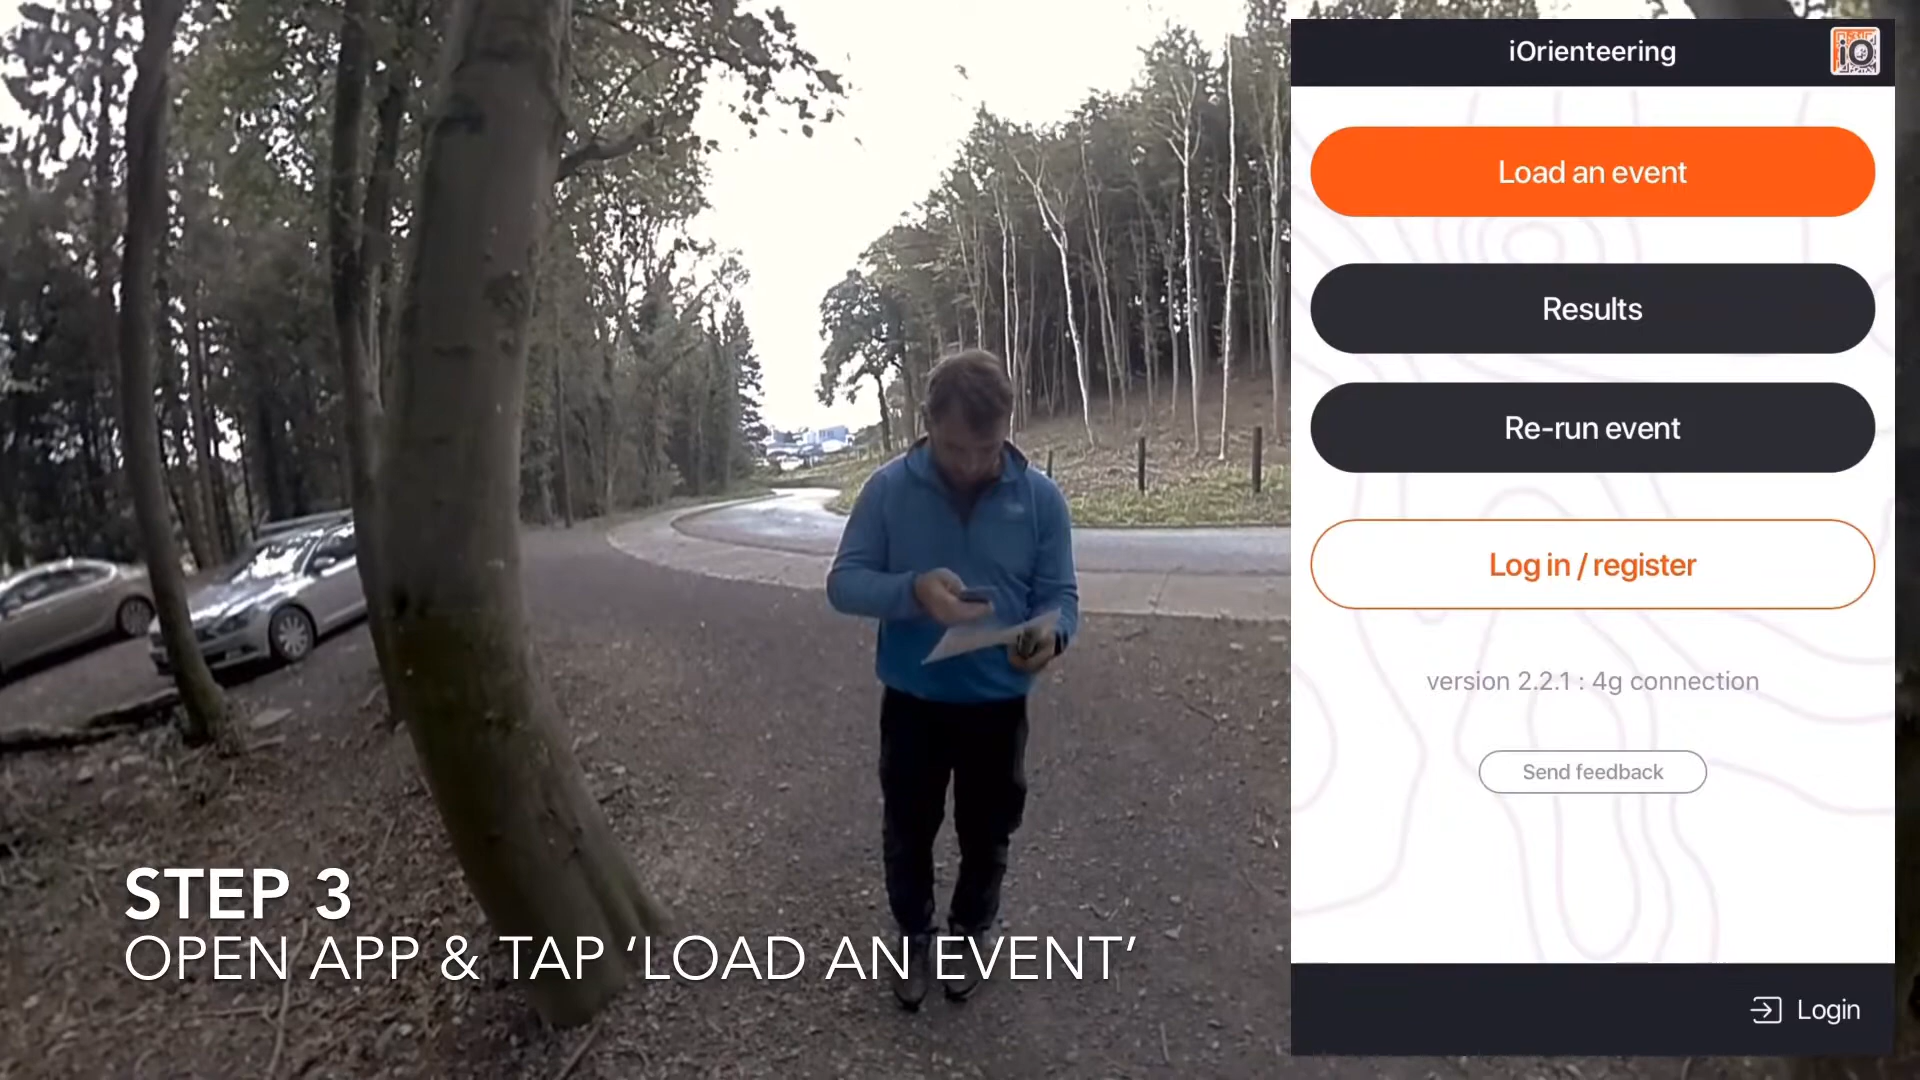 iOrienteering
iO
Load an event
Results
Re-run event
Log in / register
version 2.2.1 : 4g connection
Send feedback
STEP 3
OPEN APP & TAP ‘LOAD AN EVENT’
Login